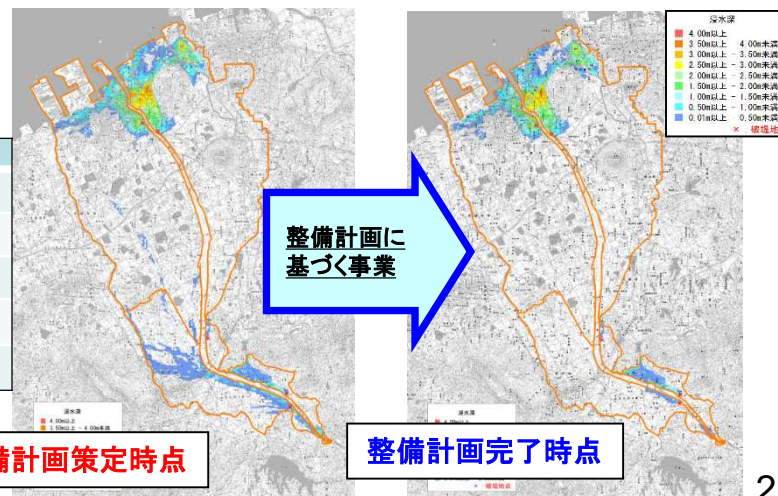 浸水深
4.00m以上
3.50m以上 - 4.00m未満
3.00m以上 - 3.50m未満
2.50m以上 - 3.00m未満
2.00m以上 - 2.50m未満
1.50m以上 - 2.00m未満
1.00m以上 - 1.50m未満
0.50m以上 - 1.00m未満
0.01m以上 - 0.50m未満
× 破堤地
整備計画に
基づく事業
浸水深
4.00m以上
3.50m以上 - 4.00m未満
備計画策定時点
浸水深
整備計画完了時点
× 破堤地点
2